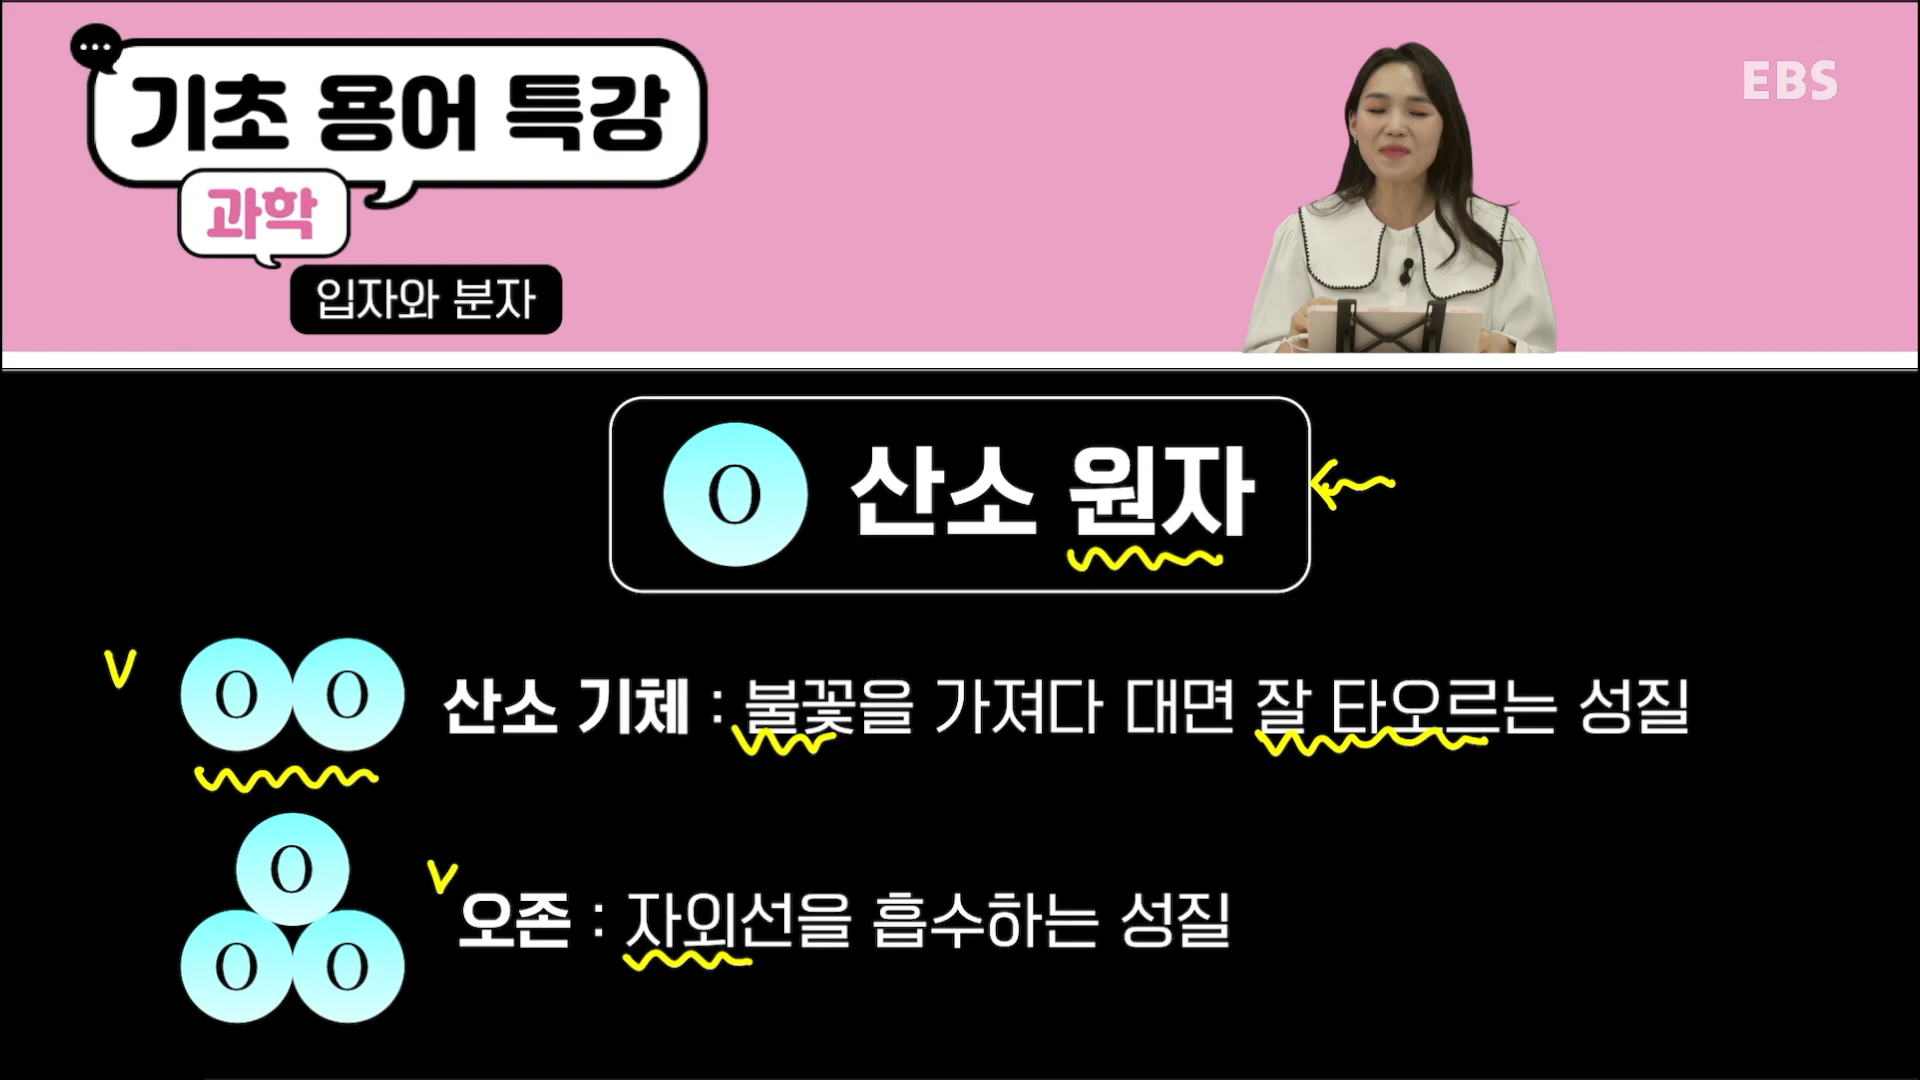 기초 용어 특강
EBS
과학
입자와 분자
O 산소 원자
O O 산소 기체 : 불꽃을 가져다 대면 잘 타오르는 성질
O
오존 : 자외선을 흡수하는 성질
O O